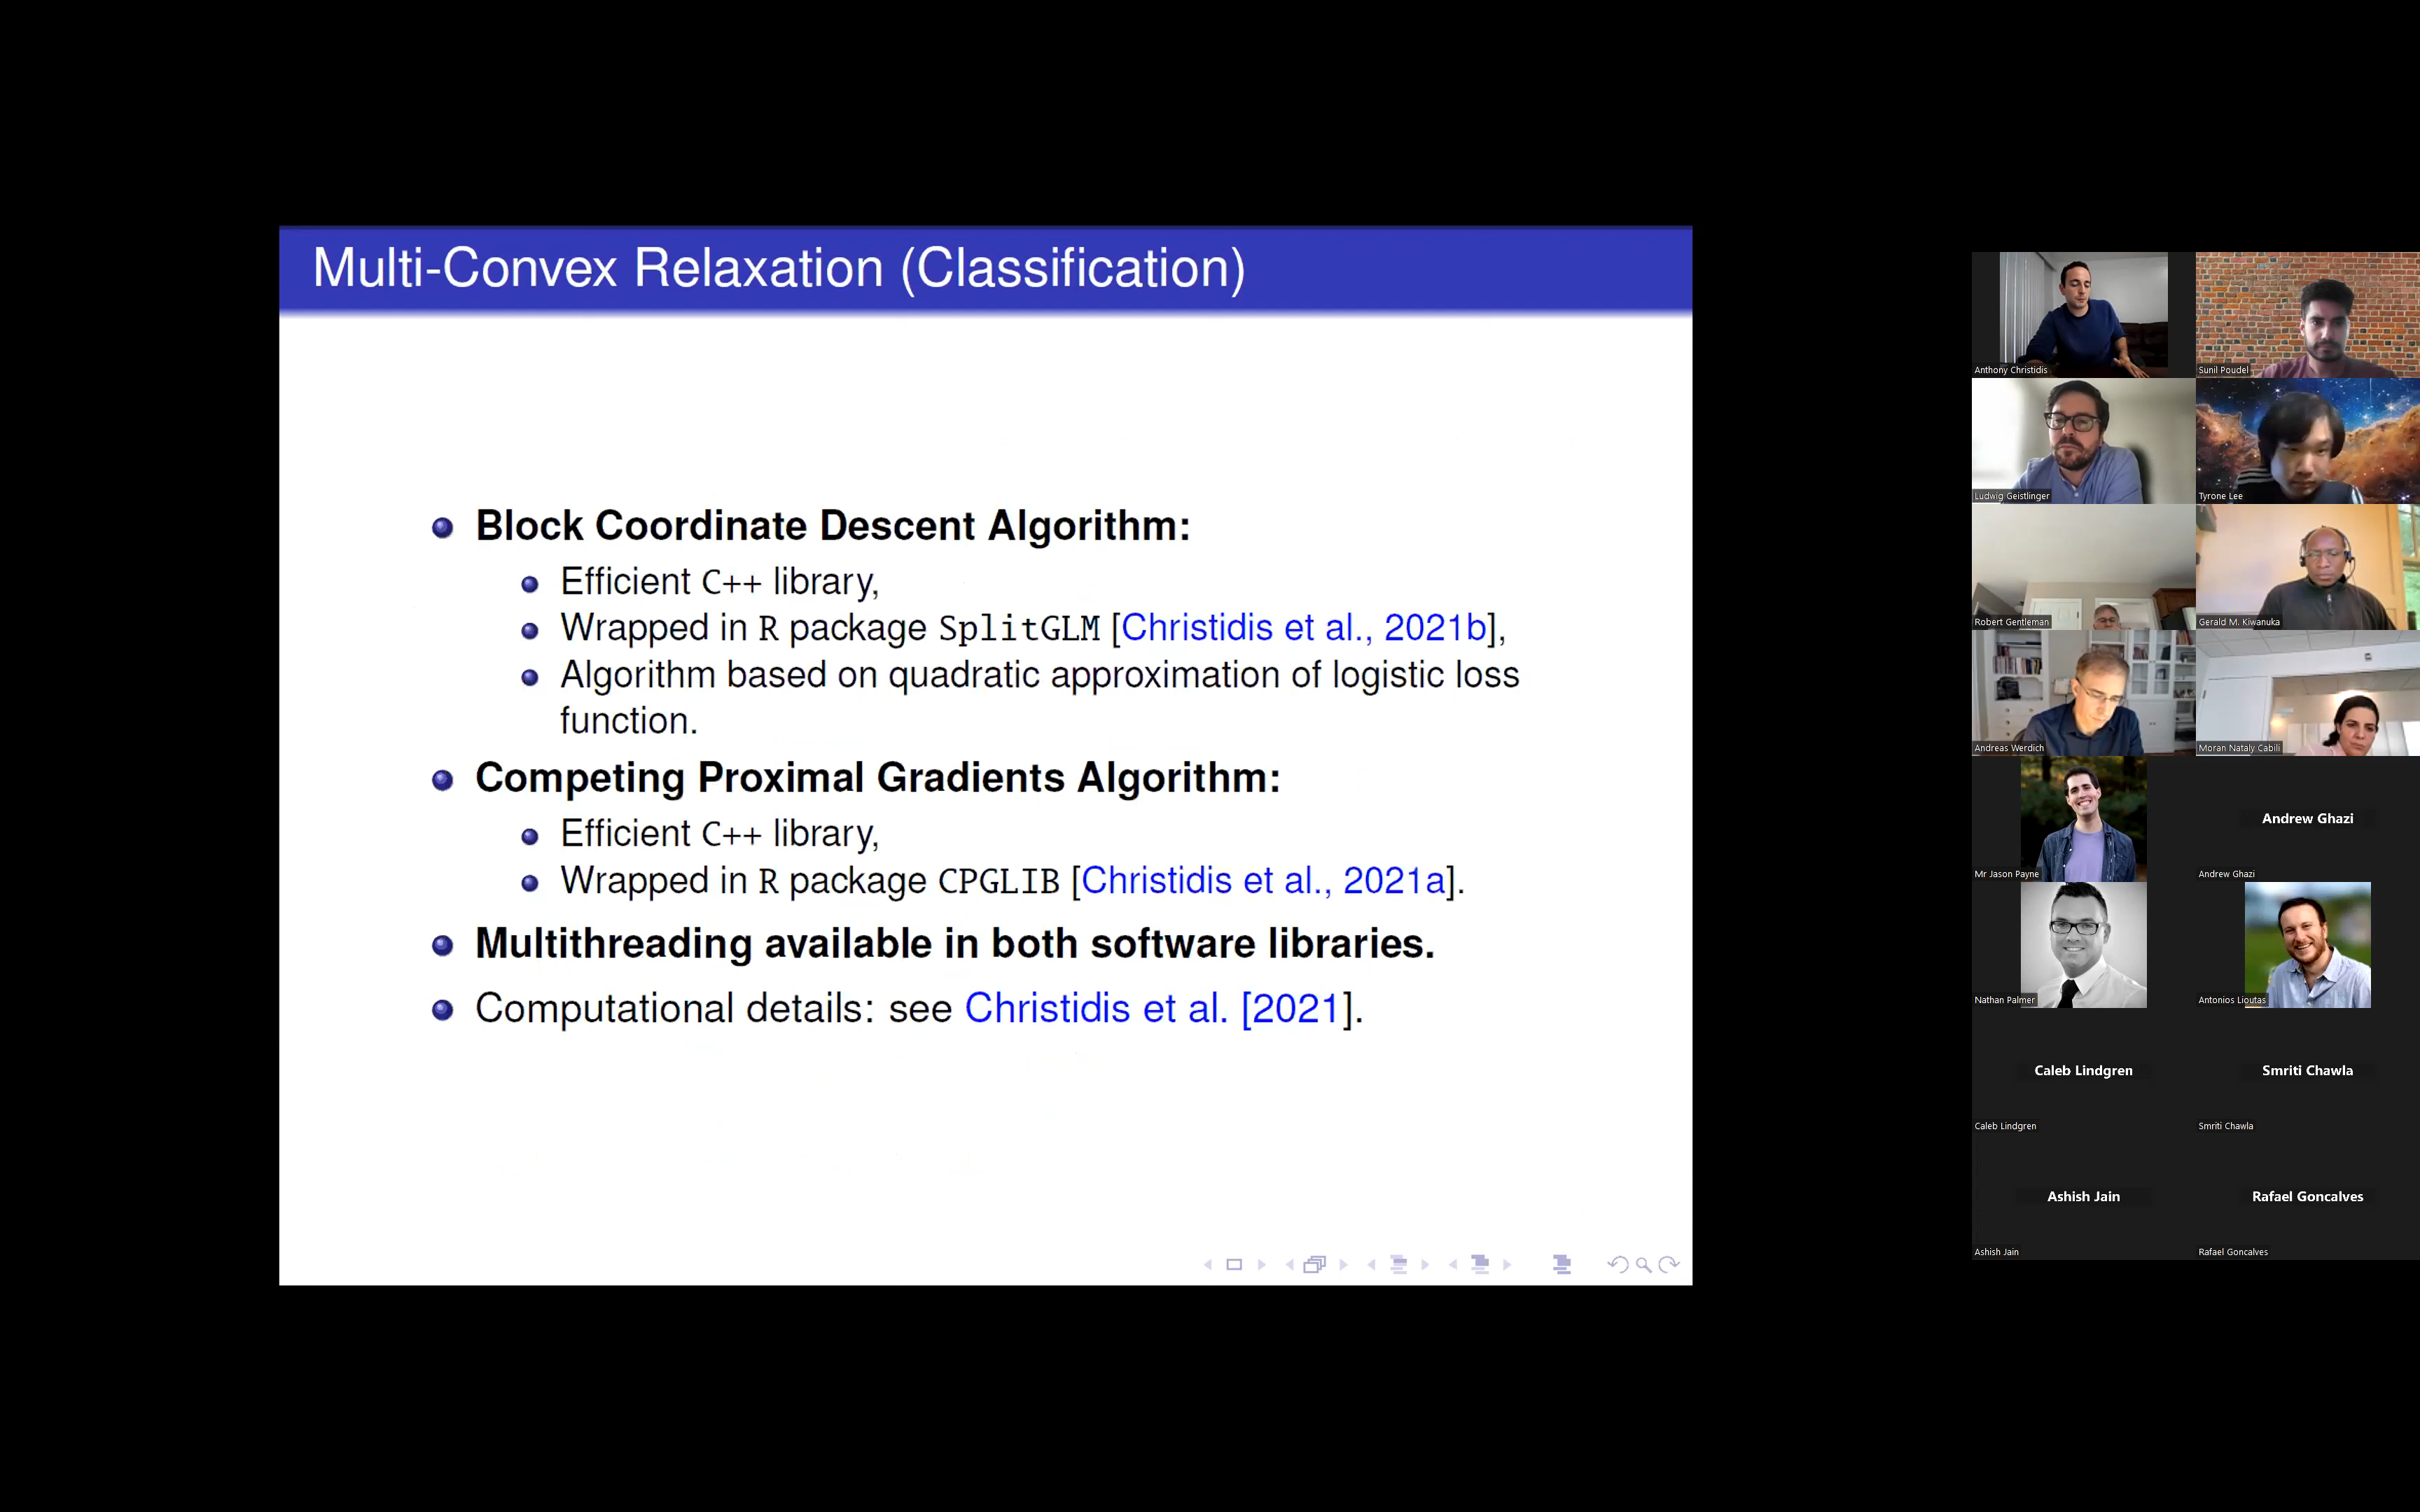 Multi-Convex Relaxation (Classification)
Block Coordinate Descent Algorithm:
Efficient C++ library,
Wrapped in R package SplitGLM [Christidis et al., 2021b],
Algorithm based on quadratic approximation of logistic loss
function.
Competing Proximal Gradients Algorithm:
Efficient C++ library,
Wrapped in R package CPGLIB [Christidis et al., 2021a].
Multithreading available in both software libraries.
Computational details: see Christidis et al. [2021].
Anthony Christidis
Sunil Poudel
Ludwig Geistlinger
Tyrone Lee
Robert Gentleman
Gerald M. Kiwanuka
Andreas Werdich
Moran Nataly Cabili
Mr Jason Payne
Andrew Ghazi
Andrew Ghazi
Nathan Palmer
Antonios Lioutas
Caleb Lindgren
Caleb Lindgren
Smriti Chawla
Smriti Chawla
Ashish Jain
Ashish Jain
Rafael Goncalves
Rafael Goncalves